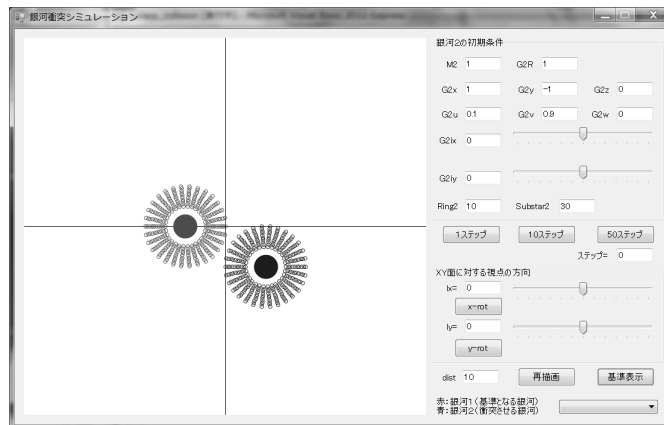 銀河衝突シミュレーション
銀河2の初期条件
M2 1 G2R 1
G2x 1 G2y -1 G2z 0
G2u 0.1 G2v 0.9 G2w 0
G2ix 0
G2iy 0
Ring2 10 Substar2 30
1ステップ 10ステップ 50ステップ
ステップ= 0
XY面に対する視点の方向
Ix= 0
x-rot
Iy= 0
y-rot
dist 10 再描画 基準表示
赤:銀河1(基準となる銀河)
青:銀河2(衝突させる銀河)